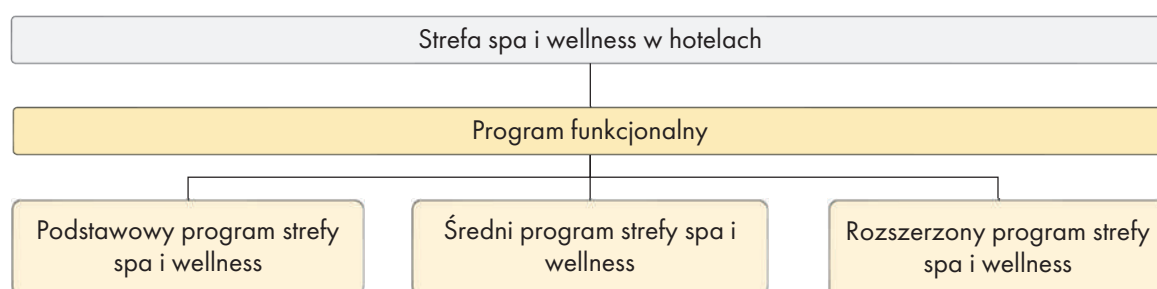 Strefa spa i wellness w hotelach
Program funkcjonalny
Podstawowy program strefy
spa i wellness
Średni program strefy spa i
wellness
Rozszerzony program strefy
spa i wellness